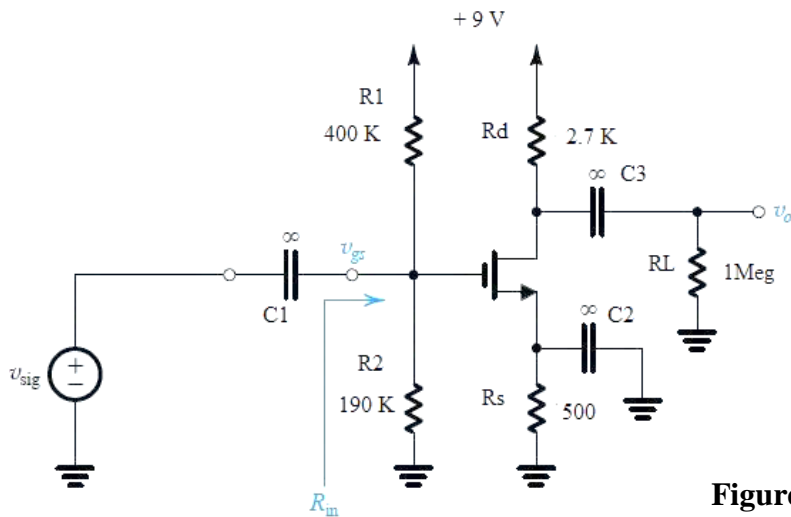 + 9 V
R1
400 K
Rd
2.7 K
∞
C3
v_o
∞
v_gs
RL
1Meg
C1
∞
C2
+
−
v_sig
R2
190 K
Rs
500
R_in
Figure